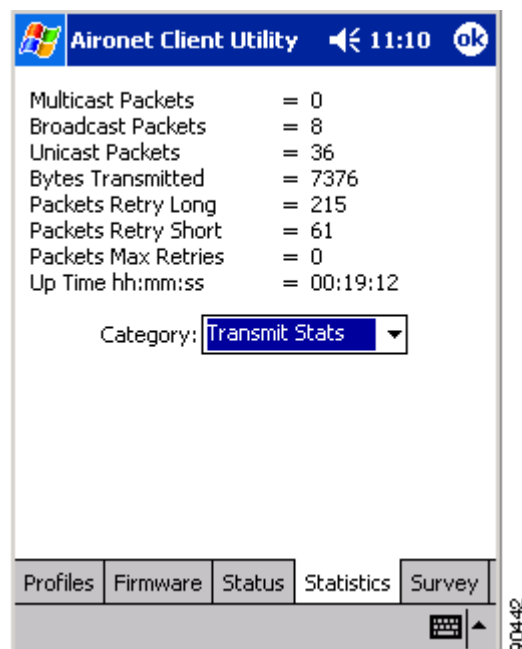 Aironet Client Utility 11:10 ok
Multicast Packets = 0
Broadcast Packets = 8
Unicast Packets = 36
Bytes Transmitted = 7376
Packets Retry Long = 215
Packets Retry Short = 61
Packets Max Retries = 0
Up Time hh:mm:ss = 00:19:12
Category: Transmit Stats
Profiles Firmware Status Statistics Survey
90442